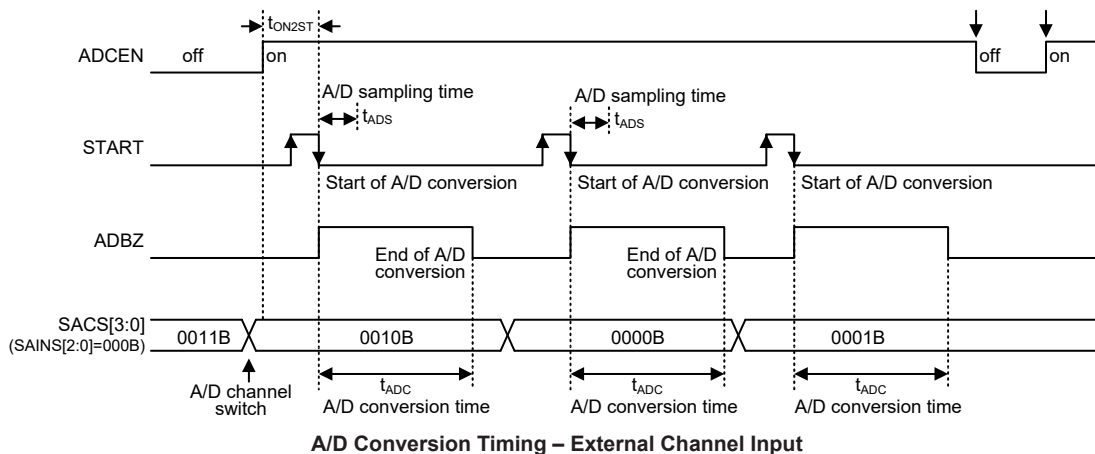 tON2ST
ADCEN off on off on
A/D sampling time A/D sampling time
tADS tADS
START
Start of A/D conversion Start of A/D conversion Start of A/D conversion
ADBZ
End of A/D conversion End of A/D conversion
SACS[3:0]
(SAINS[2:0]=000B)
0011B 0010B 0000B 0001B
A/D channel switch
tADC tADC tADC
A/D conversion time A/D conversion time A/D conversion time
A/D Conversion Timing – External Channel Input